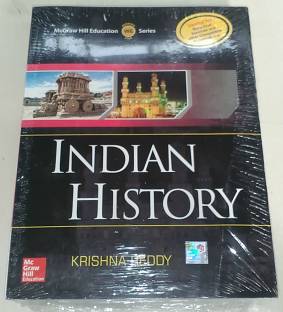 McGraw Hill Education Series
INDIAN
HISTORY
KRISHNA REDDY
Mc
Graw
Hill
Education